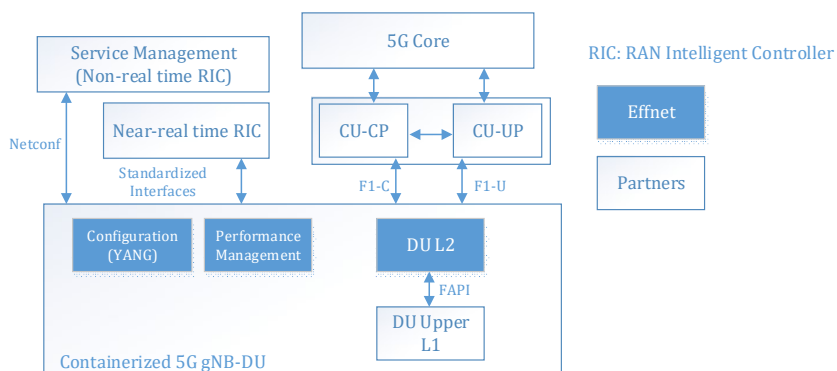 5G Core
Service Management
(Non-real time RIC)
RIC: RAN Intelligent Controller
Effnet
Near-real time RIC
CU-CP
CU-UP
Netconf
Standardized
Interfaces
F1-C
F1-U
Partners
Configuration
(YANG)
Performance
Management
DU L2
FAPI
DU Upper
L1
Containerized 5G gNB-DU